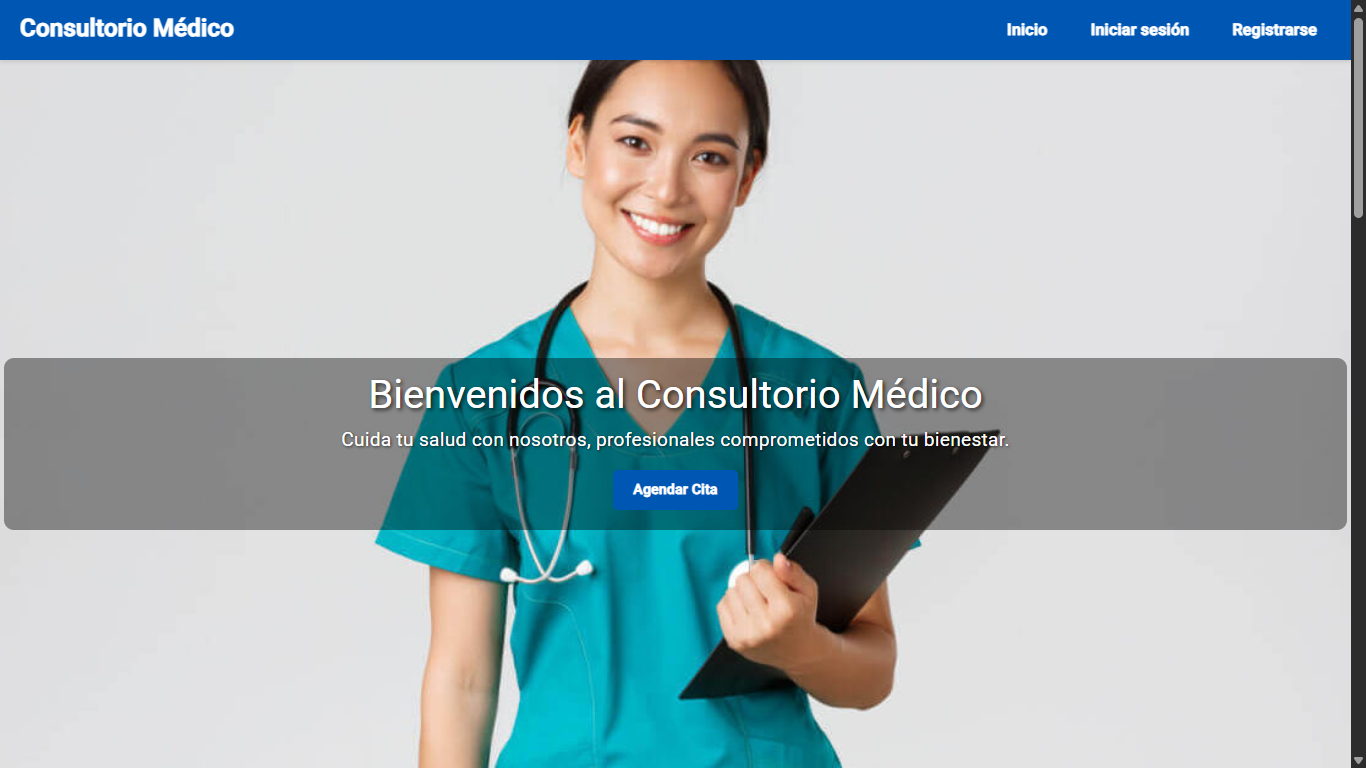 Consultorio Médico
Inicio
Iniciar sesión
Registrarse
Bienvenidos al Consultorio Médico
Cuida tu salud con nosotros, profesionales comprometidos con tu bienestar.
Agendar Cita